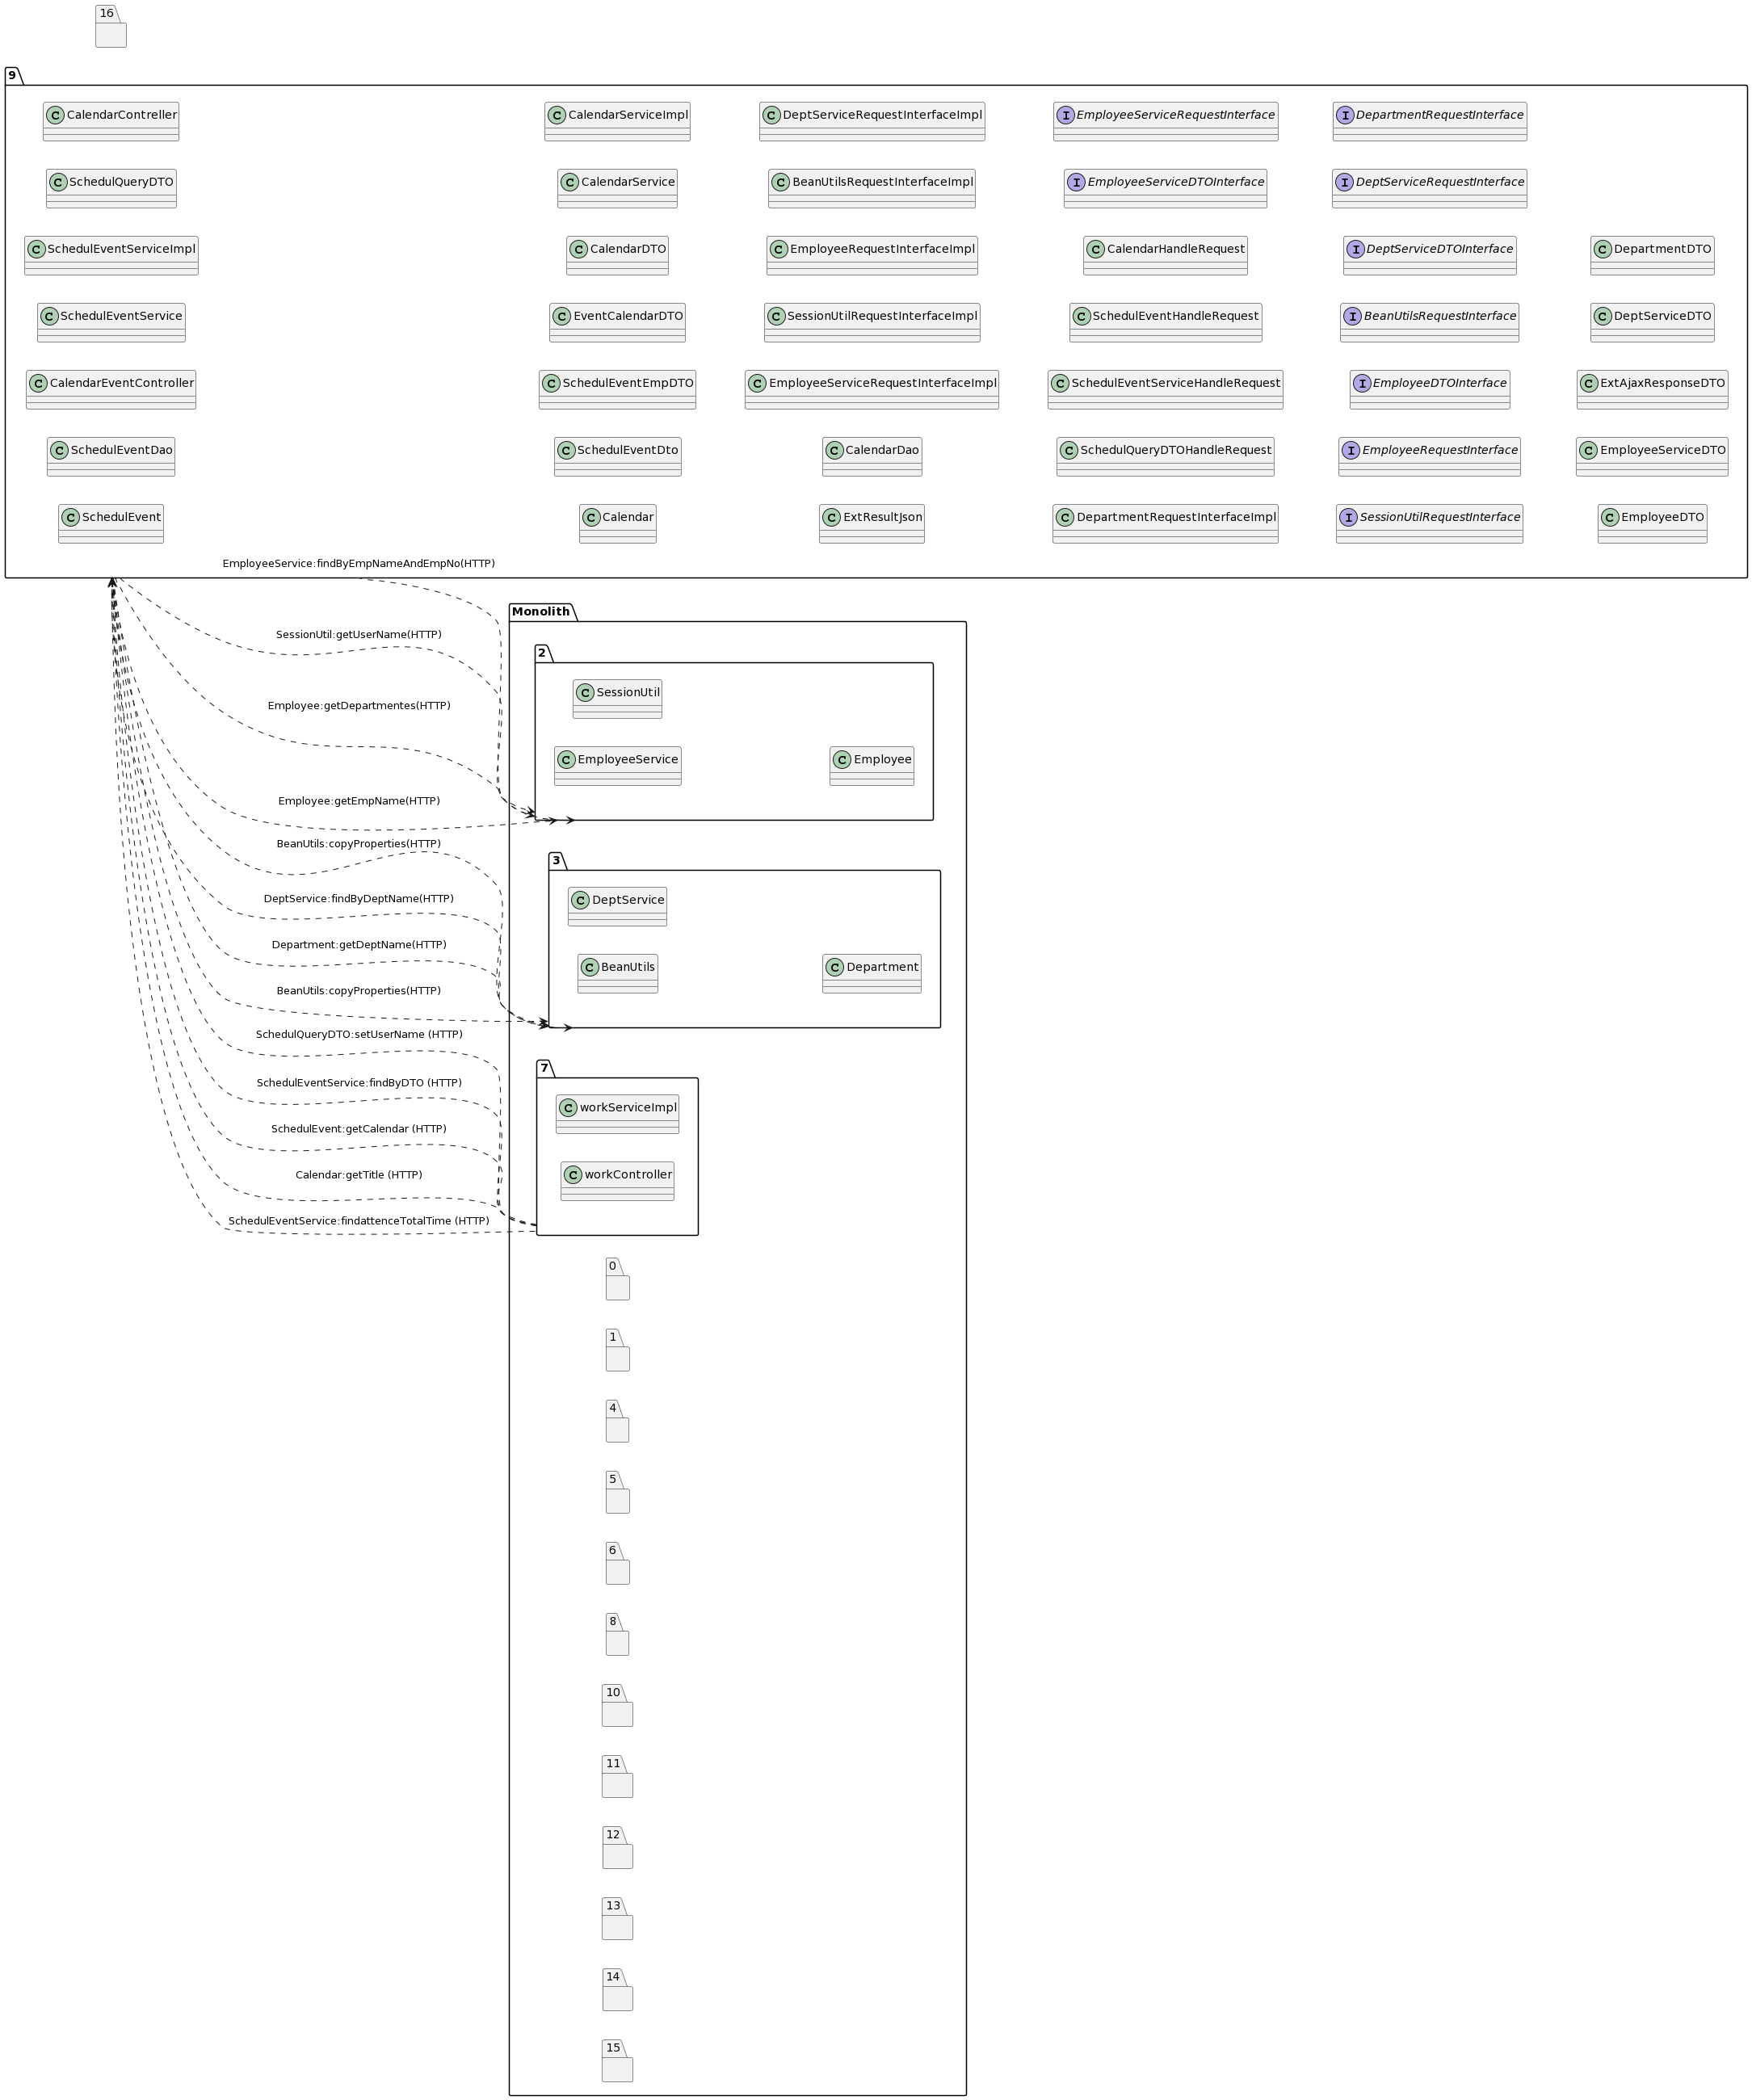 16
9
CalendarContreller
CalendarServiceImpl
DeptServiceRequestInterfaceImpl
EmployeeServiceRequestInterface
DepartmentRequestInterface
SchedulQueryDTO
CalendarService
BeanUtilsRequestInterfaceImpl
EmployeeServiceDTOInterface
DeptServiceRequestInterface
SchedulEventServiceImpl
CalendarDTO
EmployeeRequestInterfaceImpl
CalendarHandleRequest
DeptServiceDTOInterface
DepartmentDTO
SchedulEventService
EventCalendarDTO
SessionUtilRequestInterfaceImpl
SchedulEventHandleRequest
BeanUtilsRequestInterface
DeptServiceDTO
CalendarEventController
SchedulEventEmpDTO
EmployeeServiceRequestInterfaceImpl
SchedulEventServiceHandleRequest
EmployeeDTOInterface
ExtAjaxResponseDTO
SchedulEventDao
SchedulEventDto
CalendarDao
SchedulQueryDTOHandleRequest
EmployeeRequestInterface
EmployeeServiceDTO
SchedulEvent
Calendar
ExtResultJson
DepartmentRequestInterfaceImpl
SessionUtilRequestInterface
EmployeeDTO
EmployeeService:findByEmpNameAndEmpNo(HTTP)
Monolith
SessionUtil:getUserName(HTTP)
2
SessionUtil
Employee:getDepartmentes(HTTP)
EmployeeService
Employee
Employee:getEmpName(HTTP)
BeanUtils:copyProperties(HTTP)
3
DeptService:findByDeptName(HTTP)
DeptService
Department:getDeptName(HTTP)
BeanUtils
Department
BeanUtils:copyProperties(HTTP)
SchedulQueryDTO:setUserName (HTTP)
7
SchedulEventService:findByDTO (HTTP)
workServiceImpl
SchedulEvent:getCalendar (HTTP)
Calendar:getTitle (HTTP)
workController
SchedulEventService:findattenceTotalTime (HTTP)
0
1
4
5
6
8
10
11
12
13
14
15